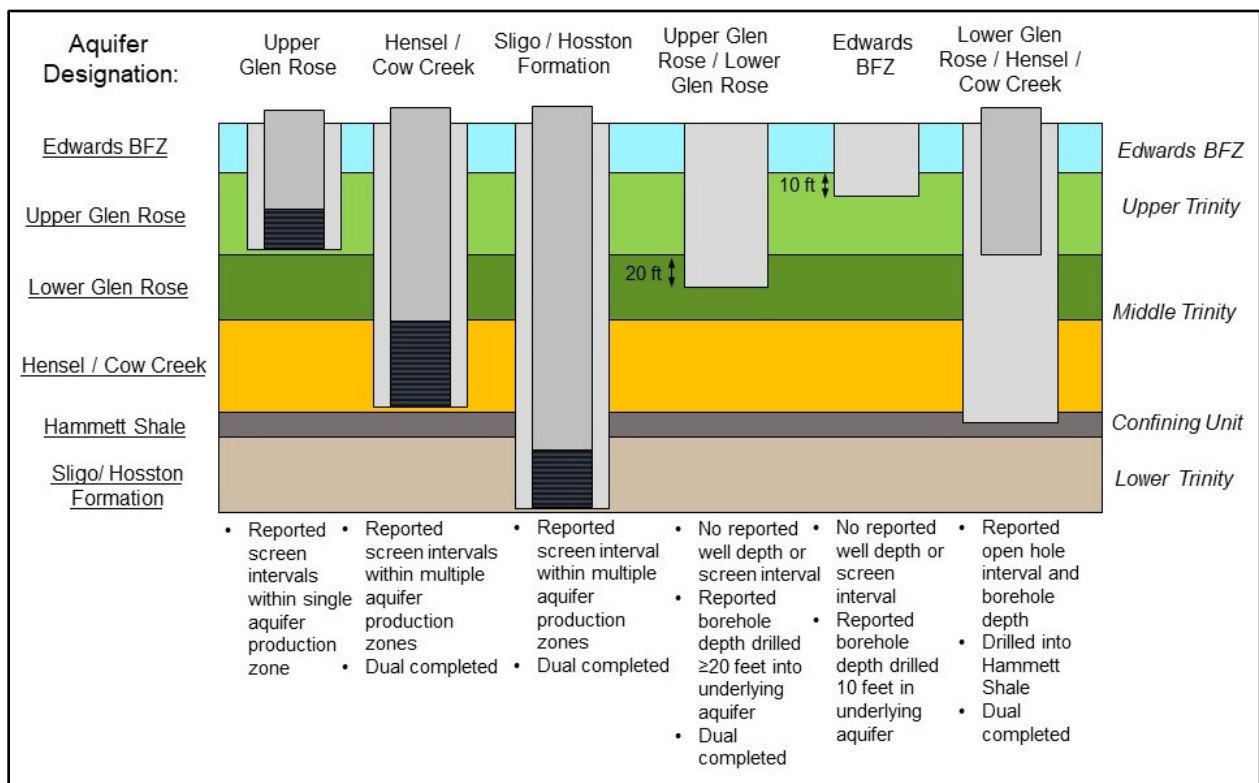 Aquifer
Designation:
Upper
Glen Rose
Hensel /
Cow Creek
Sligo / Hosston
Formation
Upper Glen
Rose / Lower
Glen Rose
Edwards
BFZ
Lower Glen
Rose / Hensel /
Cow Creek
Edwards BFZ
Upper Glen Rose
Lower Glen Rose
Hensel / Cow Creek
Hammett Shale
Sligo/ Hosston
Formation
10 ft
20 ft
Edwards BFZ
Upper Trinity
Middle Trinity
Confining Unit
Lower Trinity
• Reported
screen
intervals
within single
aquifer
production
zone
• Reported
screen intervals
within multiple
aquifer
production
zones
• Dual completed
• Reported
screen interval
within multiple
aquifer
production
zones
• Dual completed
• No reported
well depth or
screen interval
• Reported
borehole
depth drilled
≥20 feet into
underlying
aquifer
• Dual
completed
• No reported
well depth or
screen
interval
• Reported
borehole
depth drilled
10 feet in
underlying
aquifer
• Reported
open hole
interval and
borehole
depth
• Drilled into
Hammett
Shale
• Dual
completed